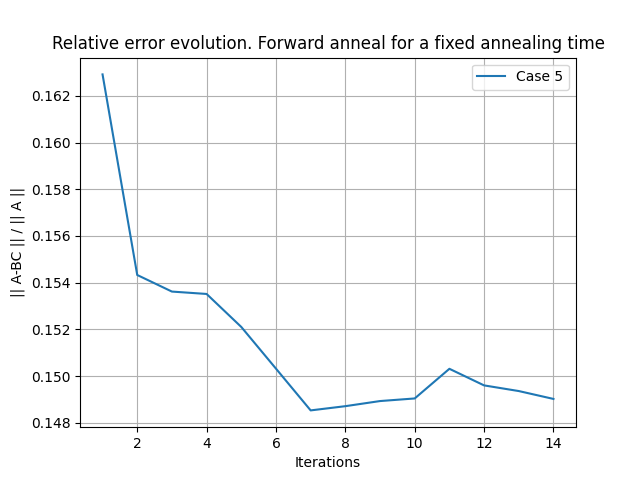 Relative error evolution. Forward anneal for a fixed annealing time
Case 5
|| A-BC || / || A ||
0.162
0.160
0.158
0.156
0.154
0.152
0.150
0.148
2 4 6 8 10 12 14
Iterations